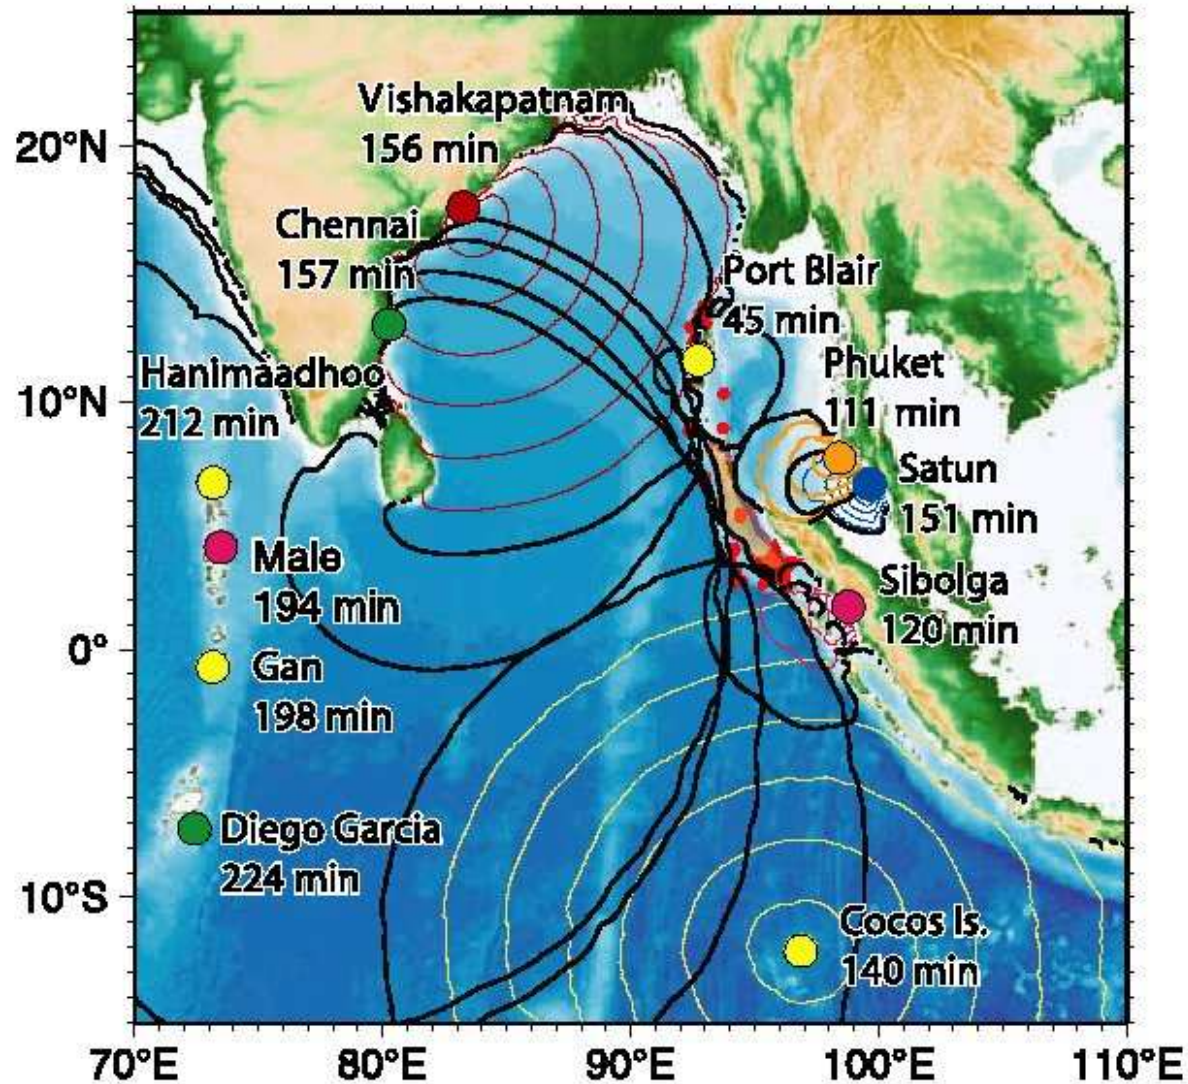 Vishakapatnam
156 min
20°N
Chennai
157 min
Port Blair
45 min
Phuket
111 min
Hanimaadhoo
212 min
10°N
Satun
151 min
Male
194 min
Sibolga
120 min
0°
Gan
198 min
Diego Garcia
224 min
10°S
Cocos Is.
140 min
70°E
80°E
90°E
100°E
110°E